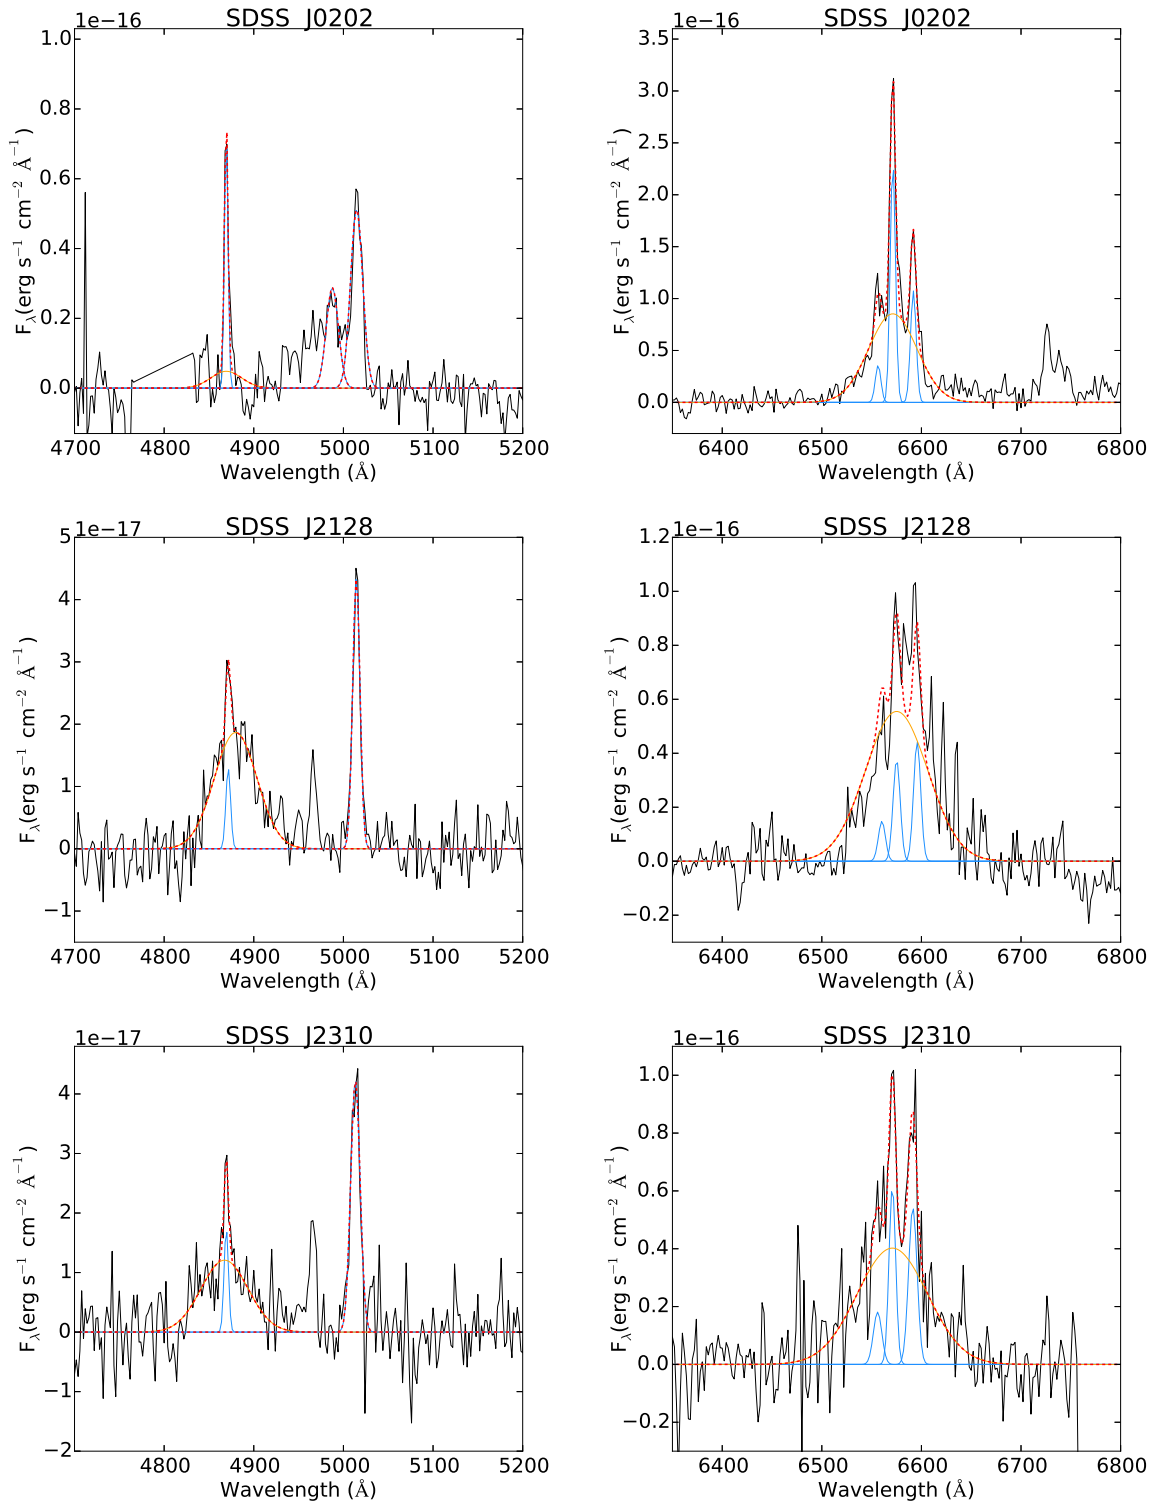 SDSS J0202
1e−16
1.0
0.8
0.6
0.4
0.2
0.0
F_λ(erg s⁻¹ cm⁻² Å⁻¹)
4700 4800 4900 5000 5100 5200
Wavelength (Å)
SDSS J0202
1e−16
3.5
3.0
2.5
2.0
1.5
1.0
0.5
0.0
F_λ(erg s⁻¹ cm⁻² Å⁻¹)
6400 6500 6600 6700 6800
Wavelength (Å)
SDSS J2128
1e−17
5
4
3
2
1
0
−1
F_λ(erg s⁻¹ cm⁻² Å⁻¹)
4700 4800 4900 5000 5100 5200
Wavelength (Å)
SDSS J2128
1e−16
1.2
1.0
0.8
0.6
0.4
0.2
0.0
−0.2
F_λ(erg s⁻¹ cm⁻² Å⁻¹)
6400 6500 6600 6700 6800
Wavelength (Å)
SDSS J2310
1e−17
4
3
2
1
0
−1
−2
F_λ(erg s⁻¹ cm⁻² Å⁻¹)
4800 4900 5000 5100 5200
Wavelength (Å)
SDSS J2310
1e−16
1.0
0.8
0.6
0.4
0.2
0.0
−0.2
F_λ(erg s⁻¹ cm⁻² Å⁻¹)
6400 6500 6600 6700 6800
Wavelength (Å)